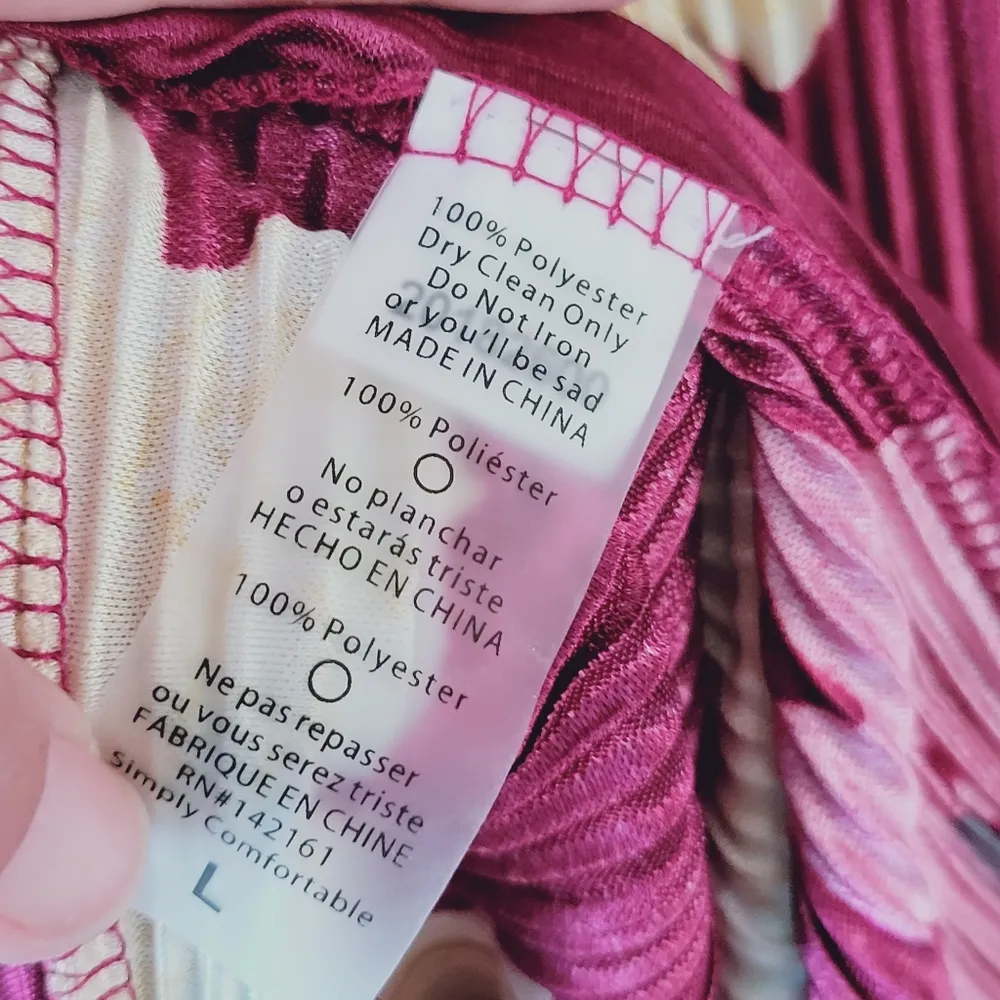 100% Polyester
Dry Clean Only
Do Not Iron
or you'll be sad
MADE IN CHINA
100% Poliéster
No planchar
o estarás triste
HECHO EN CHINA
100% Polyester
Ne pas repasser
ou vous serez triste
FABRIQUE EN CHINE
RN#142161
Simply Comfortable
L